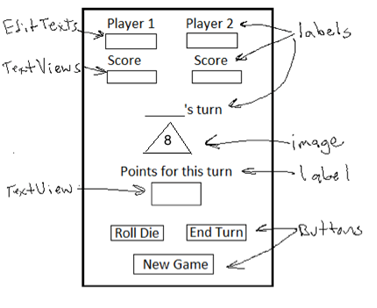 Player 1 Player 2
EditTexts labels
Score Score
TextViews
_____'s turn
8
image
Points for this turn label
TextView
Roll Die End Turn Buttons
New Game